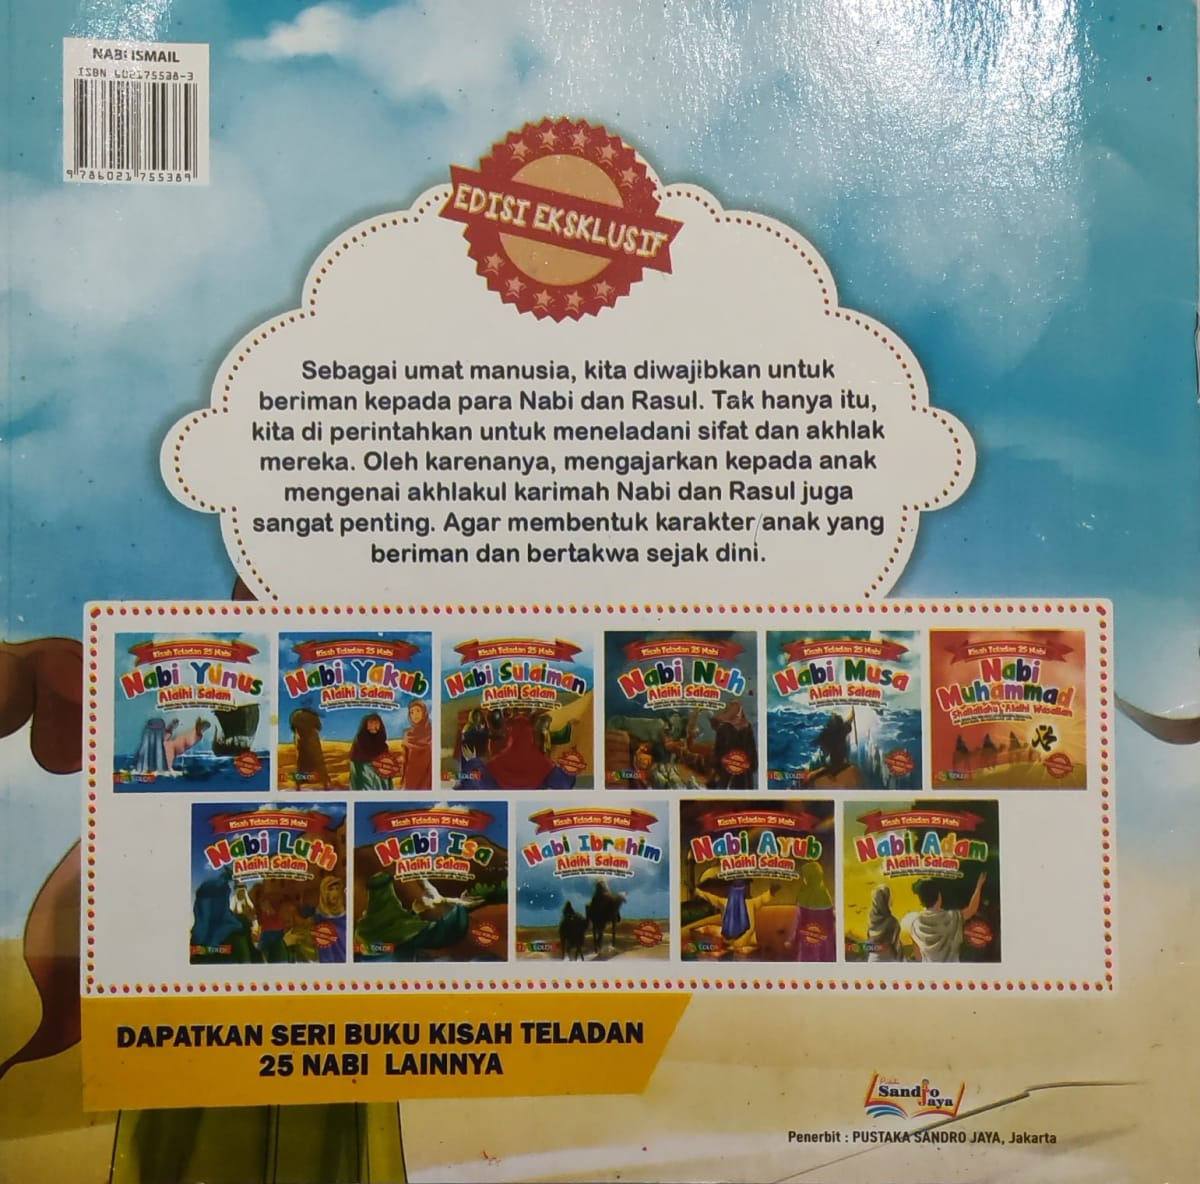 NABI ISMAIL
ISBN 602175538-3
9 786021 755389
EDISI EKSKLUSIF
Sebagai umat manusia, kita diwajibkan untuk
beriman kepada para Nabi dan Rasul. Tak hanya itu,
kita di perintahkan untuk meneladani sifat dan akhlak
mereka. Oleh karenanya, mengajarkan kepada anak
mengenai akhlakul karimah Nabi dan Rasul juga
sangat penting. Agar membentuk karakter anak yang
beriman dan bertakwa sejak dini.
Kisah Teladan 25 Nabi
Nabi Yunus
Alaihi Salam
Kisah Teladan 25 Nabi
Nabi Yakub
Alaihi Salam
Kisah Teladan 25 Nabi
Nabi Sulaiman
Alaihi Salam
Kisah Teladan 25 Nabi
Nabi Nuh
Alaihi Salam
Kisah Teladan 25 Nabi
Nabi Musa
Alaihi Salam
Kisah Teladan 25 Nabi
Nabi
Muhammad
Shallallahu 'Alaihi Wasallam
Kisah Teladan 25 Nabi
Nabi Luth
Alaihi Salam
Kisah Teladan 25 Nabi
Nabi Isa
Alaihi Salam
Kisah Teladan 25 Nabi
Nabi Ibrahim
Alaihi Salam
Kisah Teladan 25 Nabi
Nabi Ayub
Alaihi Salam
Kisah Teladan 25 Nabi
Nabi Adam
Alaihi Salam
DAPATKAN SERI BUKU KISAH TELADAN
25 NABI LAINNYA
Sandro
Jaya
Penerbit : PUSTAKA SANDRO JAYA, Jakarta